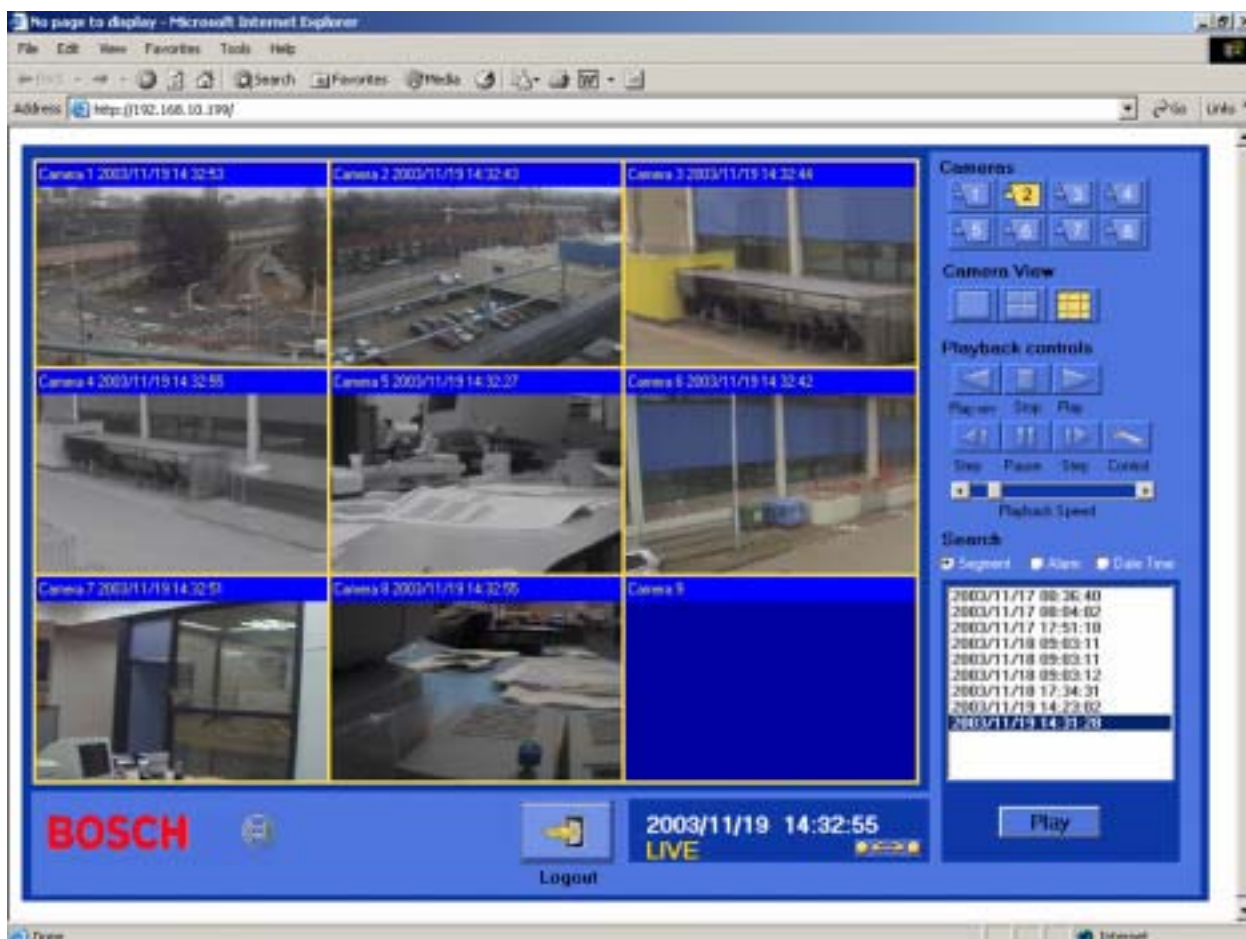 No page to display - Microsoft Internet Explorer
File Edit View Favorites Tools Help
Search Favorites Media
Address http://192.168.10.199/ Go Links
Camera 1 2003/11/19 14:32:53
Camera 2 2003/11/19 14:32:43
Camera 3 2003/11/19 14:32:44
Camera 4 2003/11/19 14:32:55
Camera 5 2003/11/19 14:32:27
Camera 6 2003/11/19 14:32:42
Camera 7 2003/11/19 14:32:51
Camera 8 2003/11/19 14:32:55
Camera 9
Cameras
1 2 3 4
5 6 7 8
Camera View
Playback controls
Play rev Stop Play
Step Pause Step Control
Playback Speed
Search
Segment Alarm Date Time
2003/11/17 08:36:40
2003/11/17 08:04:02
2003/11/17 17:51:10
2003/11/18 09:03:11
2003/11/18 09:03:11
2003/11/18 09:03:12
2003/11/18 17:34:31
2003/11/19 14:23:02
2003/11/19 14:31:28
Play
BOSCH
Logout
2003/11/19 14:32:55
LIVE
Done
Internet